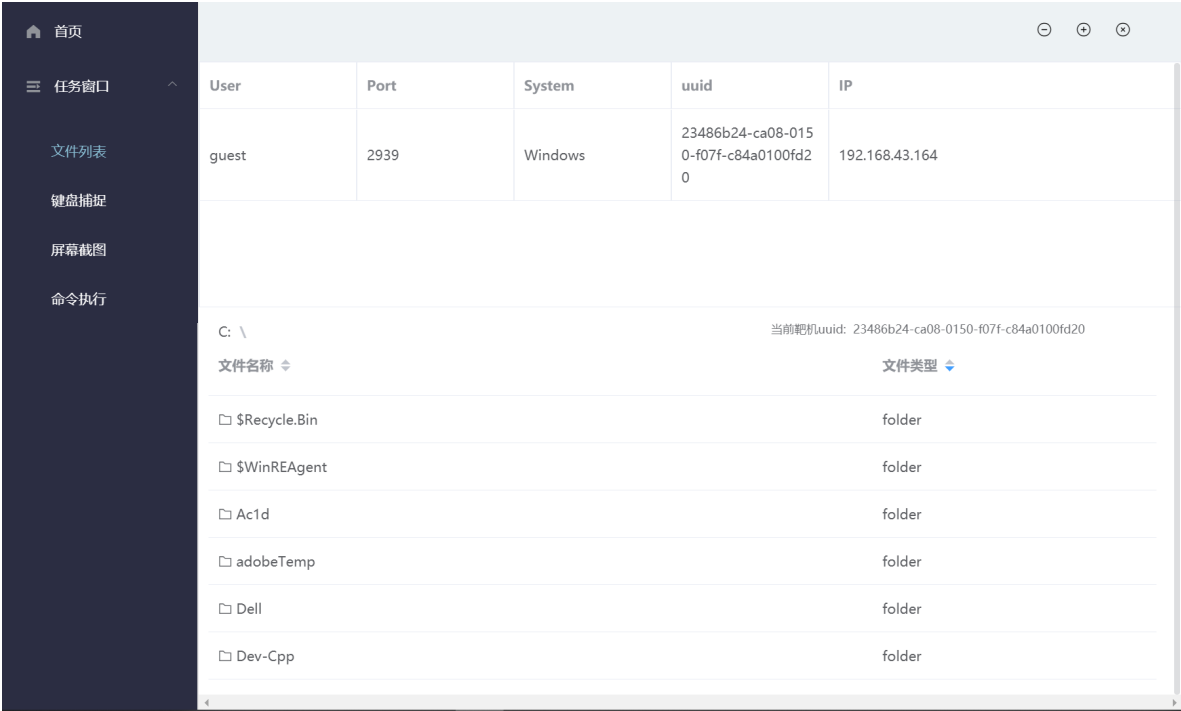 首页
任务窗口
文件列表
键盘捕捉
屏幕截图
命令执行
User Port System uuid IP
guest 2939 Windows 23486b24-ca08-015
0-f07f-c84a0100fd2
0 192.168.43.164
C: \ 当前靶机uuid: 23486b24-ca08-0150-f07f-c84a0100fd20
文件名称 文件类型
$Recycle.Bin folder
$WinREAgent folder
Ac1d folder
adobeTemp folder
Dell folder
Dev-Cpp folder